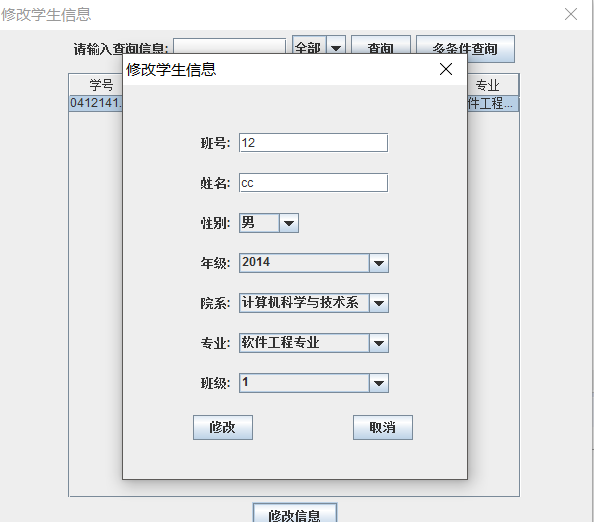 修改学生信息
请输入查询信息: 全部 查询 多条件查询
修改学生信息
学号 专业
0412141. 件工程...
班号: 12
姓名: cc
性别: 男
年级: 2014
院系: 计算机科学与技术系
专业: 软件工程专业
班级: 1
修改 取消
修改信息